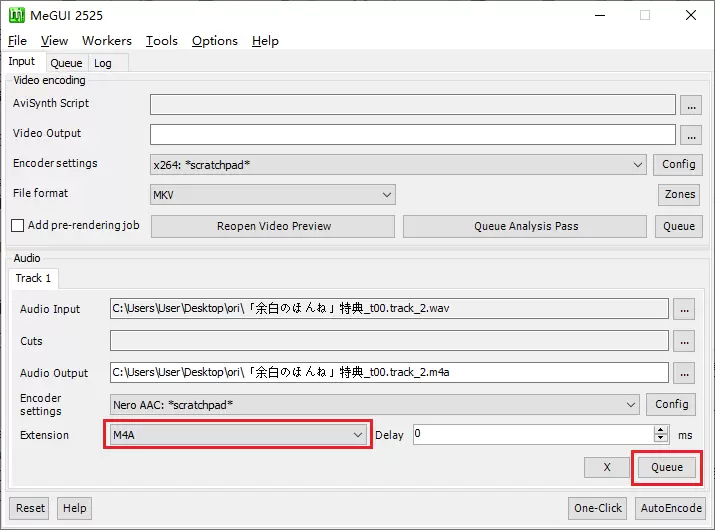 MeGUI 2525
File View Workers Tools Options Help
Input Queue Log
Video encoding
AviSynth Script ...
Video Output ...
Encoder settings x264: *scratchpad* Config
File format MKV Zones
Add pre-rendering job Reopen Video Preview Queue Analysis Pass Queue
Audio
Track 1
Audio Input C:\Users\User\Desktop\ori\「余白のほんね」特典_t00.track_2.wav ...
Cuts ...
Audio Output C:\Users\User\Desktop\ori\「余白のほんね」特典_t00.track_2.m4a ...
Encoder
settings Nero AAC: *scratchpad* Config
Extension M4A Delay 0 ms
X Queue
Reset Help One-Click AutoEncode